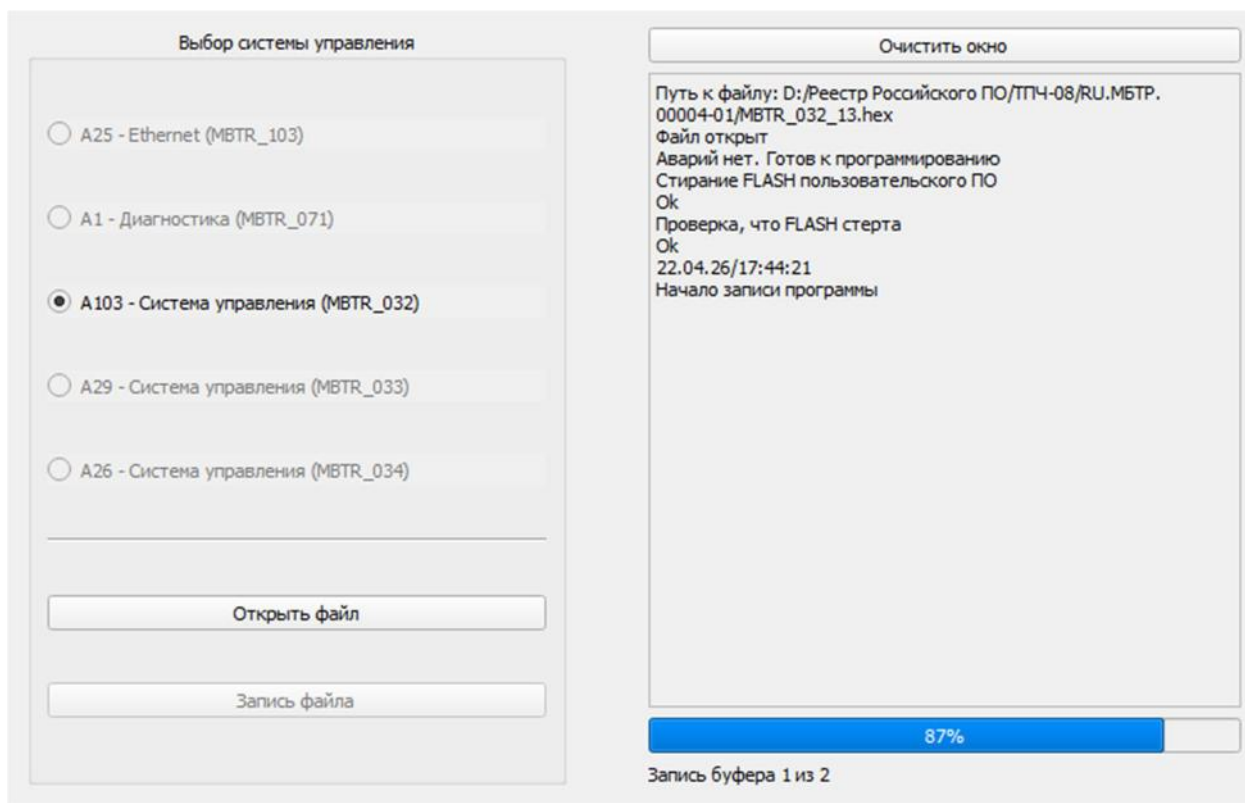 Выбор системы управления
A25 - Ethernet (MBTR_103)
A1 - Диагностика (MBTR_071)
A103 - Система управления (MBTR_032)
A29 - Система управления (MBTR_033)
A26 - Система управления (MBTR_034)
Открыть файл
Запись файла
Очистить окно
Путь к файлу: D:/Реестр Российского ПО/ТПЧ-08/RU.МБТР.
00004-01/MBTR_032_13.hex
Файл открыт
Аварий нет. Готов к программированию
Стирание FLASH пользовательского ПО
Ok
Проверка, что FLASH стерта
Ok
22.04.26/17:44:21
Начало записи программы
87%
Запись буфера 1 из 2